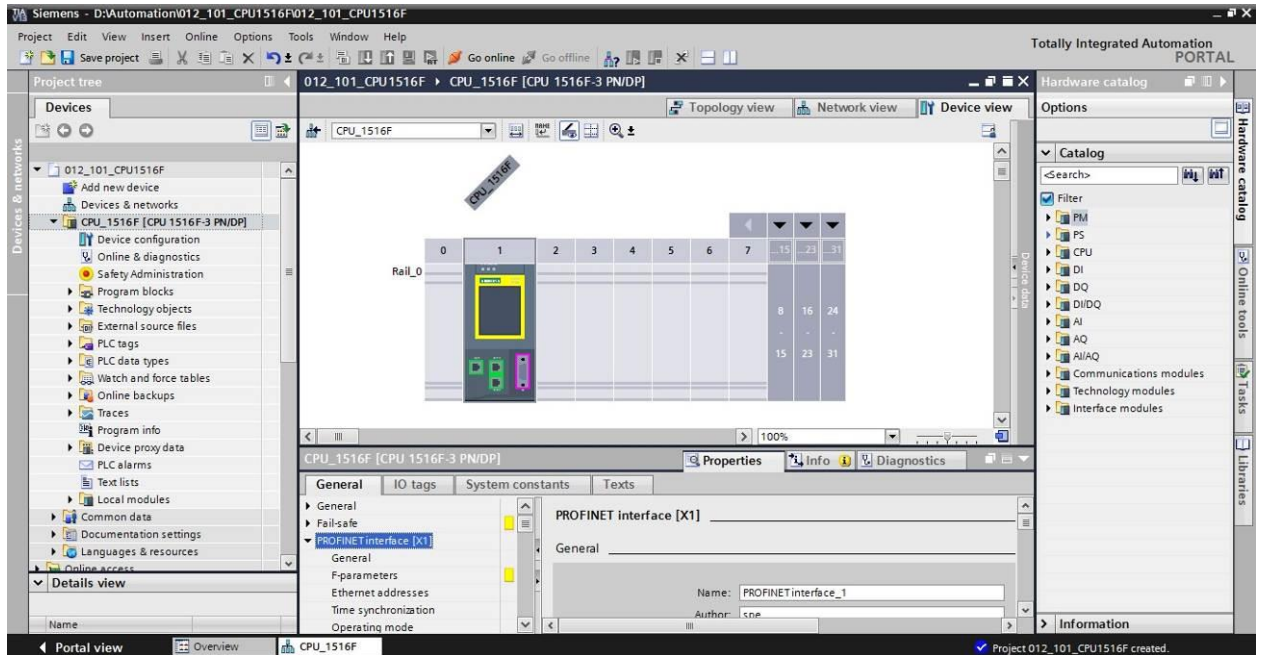 Siemens - D:\Automation\012_101_CPU1516F\012_101_CPU1516F
Project Edit View Insert Online Options Tools Window Help
Totally Integrated Automation
PORTAL
Save project Go online Go offline
Project tree
012_101_CPU1516F ▸ CPU_1516F [CPU 1516F-3 PN/DP]
Hardware catalog
Devices
Topology view Network view Device view
Options
CPU_1516F
Devices & networks
012_101_CPU1516F
Add new device
Devices & networks
CPU_1516F [CPU 1516F-3 PN/DP]
Device configuration
Online & diagnostics
Safety Administration
Program blocks
Technology objects
External source files
PLC tags
PLC data types
Watch and force tables
Online backups
Traces
Program info
Device proxy data
PLC alarms
Text lists
Local modules
Common data
Documentation settings
Languages & resources
Online access
Details view
Name
CPU_1516F
0 1 2 3 4 5 6 7 ...15 ...23 ...31
Rail_0
SIEMENS
8 16 24
- - -
15 23 31
Device data
100%
CPU_1516F [CPU 1516F-3 PN/DP]
Properties Info Diagnostics
General IO tags System constants Texts
General
Fail-safe
PROFINET interface [X1]
General
F-parameters
Ethernet addresses
Time synchronization
Operating mode
PROFINET interface [X1]
General
Name: PROFINET interface_1
Author: spe
Catalog
<Search>
Filter
PM
PS
CPU
DI
DQ
DI/DQ
AI
AQ
AI/AQ
Communications modules
Technology modules
Interface modules
Information
Hardware catalog
Online tools
Tasks
Libraries
Portal view Overview CPU_1516F
Project 012_101_CPU1516F created.